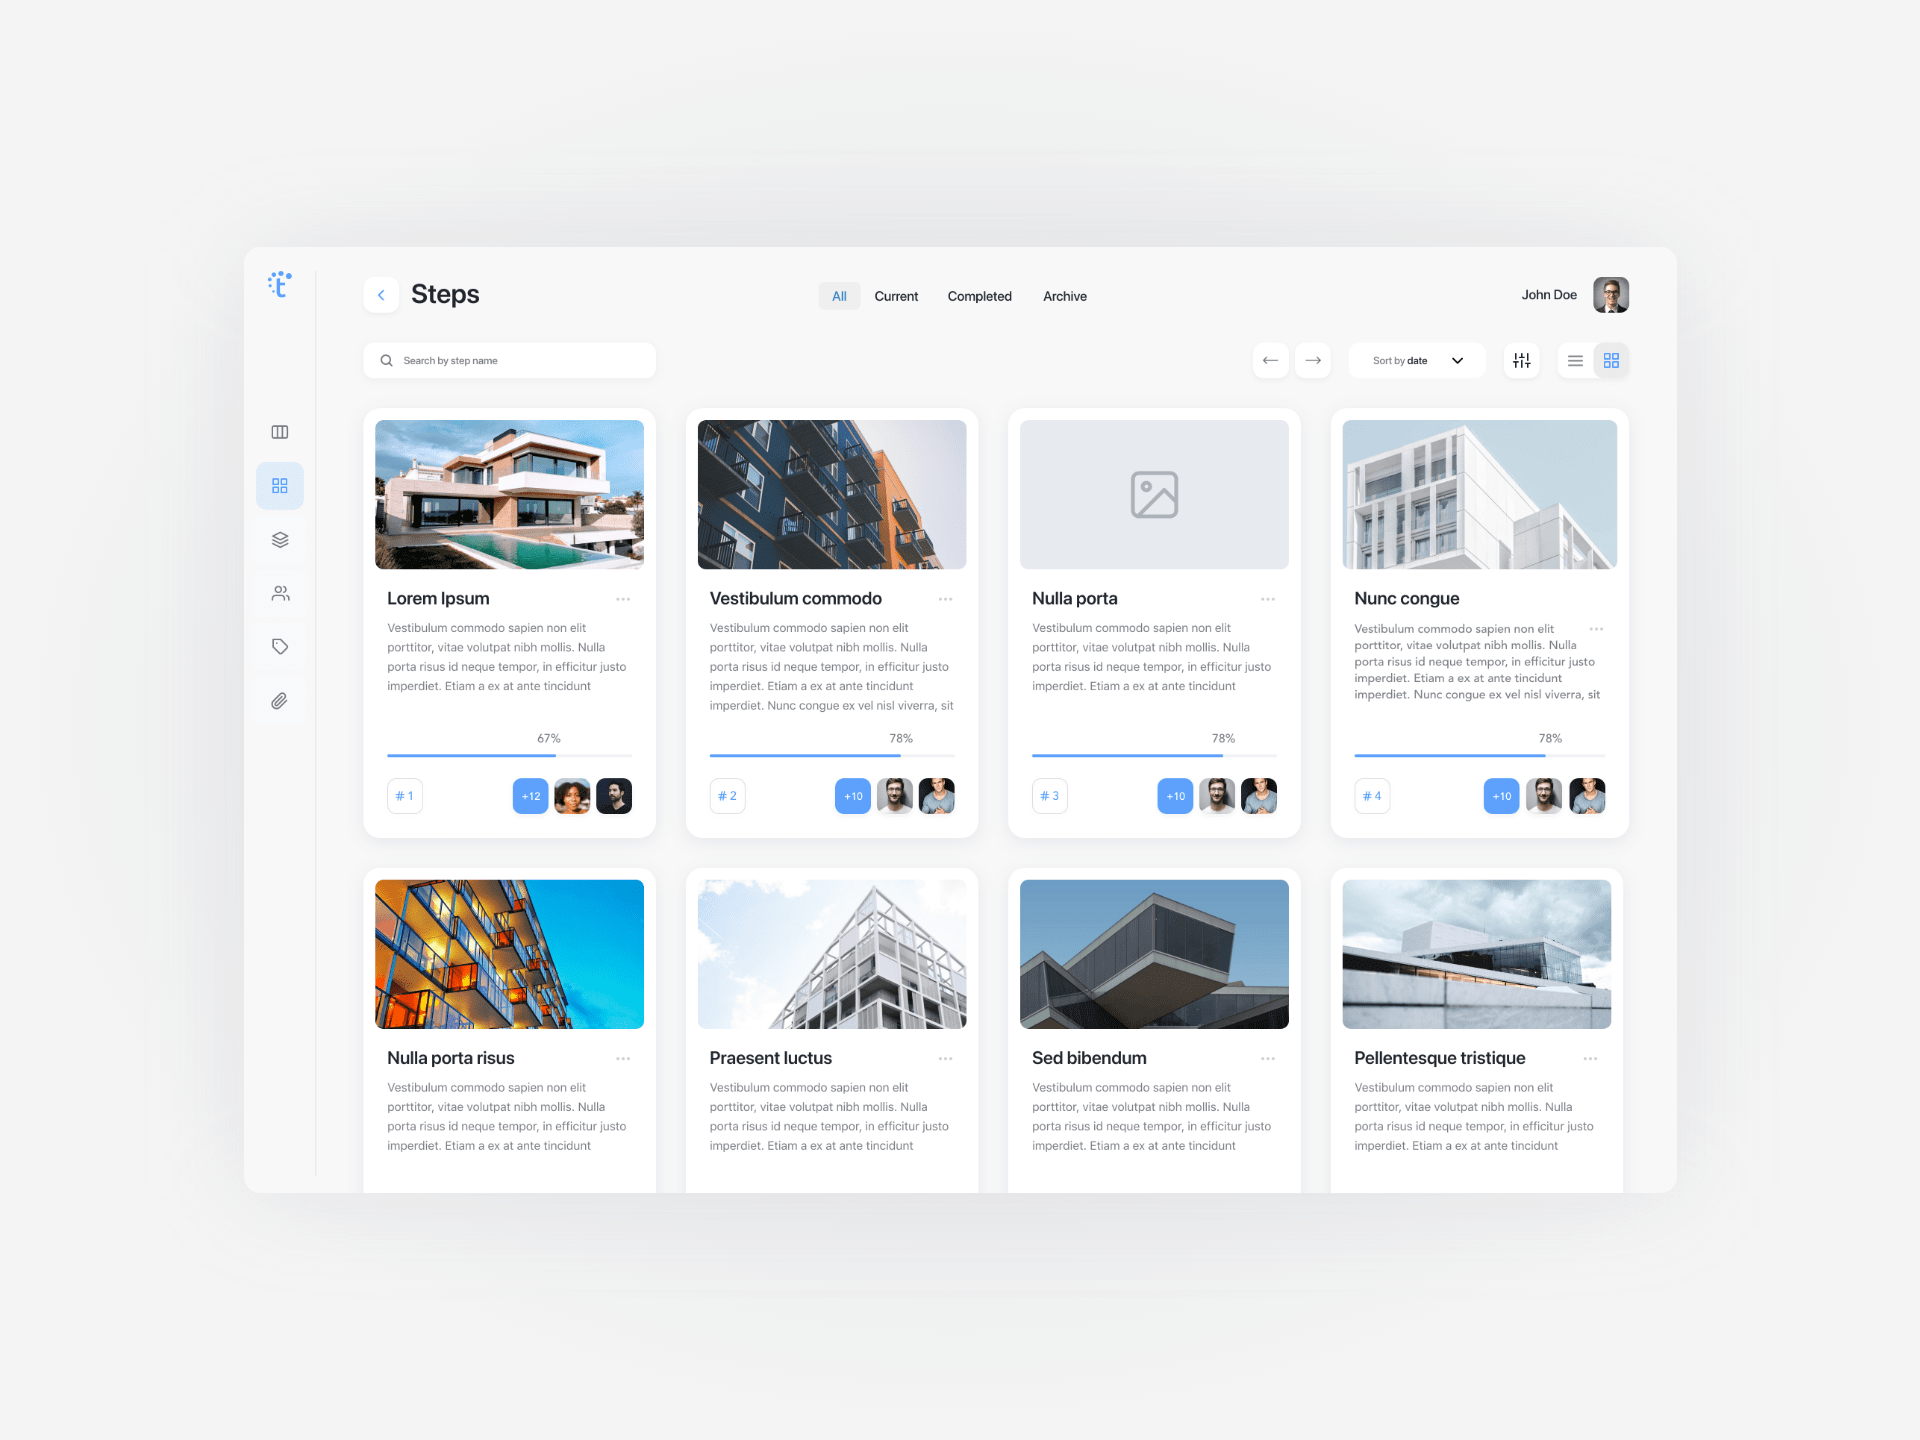 t
Steps
All
Current
Completed
Archive
John Doe
Search by step name
Sort by date
Lorem Ipsum
Vestibulum commodo sapien non elit
porttitor, vitae volutpat nibh mollis. Nulla
porta risus id neque tempor, in efficitur justo
imperdiet. Etiam a ex at ante tincidunt
67%
# 1
+12
Vestibulum commodo
Vestibulum commodo sapien non elit
porttitor, vitae volutpat nibh mollis. Nulla
porta risus id neque tempor, in efficitur justo
imperdiet. Etiam a ex at ante tincidunt
imperdiet. Nunc congue ex vel nisl viverra, sit
78%
# 2
+10
Nulla porta
Vestibulum commodo sapien non elit
porttitor, vitae volutpat nibh mollis. Nulla
porta risus id neque tempor, in efficitur justo
imperdiet. Etiam a ex at ante tincidunt
78%
# 3
+10
Nunc congue
Vestibulum commodo sapien non elit
porttitor, vitae volutpat nibh mollis. Nulla
porta risus id neque tempor, in efficitur justo
imperdiet. Etiam a ex at ante tincidunt
imperdiet. Nunc congue ex vel nisl viverra, sit
78%
# 4
+10
Nulla porta risus
Vestibulum commodo sapien non elit
porttitor, vitae volutpat nibh mollis. Nulla
porta risus id neque tempor, in efficitur justo
imperdiet. Etiam a ex at ante tincidunt
Praesent luctus
Vestibulum commodo sapien non elit
porttitor, vitae volutpat nibh mollis. Nulla
porta risus id neque tempor, in efficitur justo
imperdiet. Etiam a ex at ante tincidunt
Sed bibendum
Vestibulum commodo sapien non elit
porttitor, vitae volutpat nibh mollis. Nulla
porta risus id neque tempor, in efficitur justo
imperdiet. Etiam a ex at ante tincidunt
Pellentesque tristique
Vestibulum commodo sapien non elit
porttitor, vitae volutpat nibh mollis. Nulla
porta risus id neque tempor, in efficitur justo
imperdiet. Etiam a ex at ante tincidunt